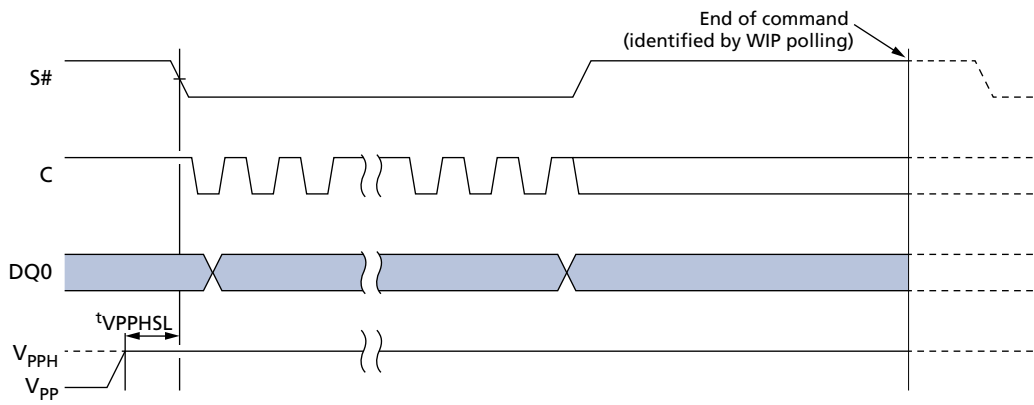 End of command
(identified by WIP polling)
S#
C
DQ0
tVPPHSL
VPPH
VPP